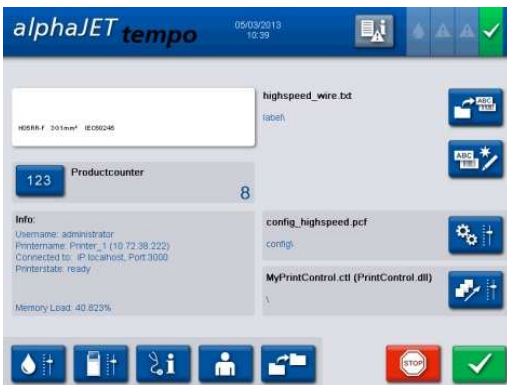 alphaJET tempo
05/03/2013
10:39
highspeed_wire.txt
label\
H05RR-F 3G1mm² IEC60245
ABC
ABC
123
Productcounter
8
Info:
Username: administrator
Printername: Printer_1 (10.72.38.222)
Connected to: IP:localhost, Port:3000
Printerstate: ready
Memory Load: 40.823%
config_highspeed.pcf
config\
MyPrintControl.ctl (PrintControl.dll)
\
STOP